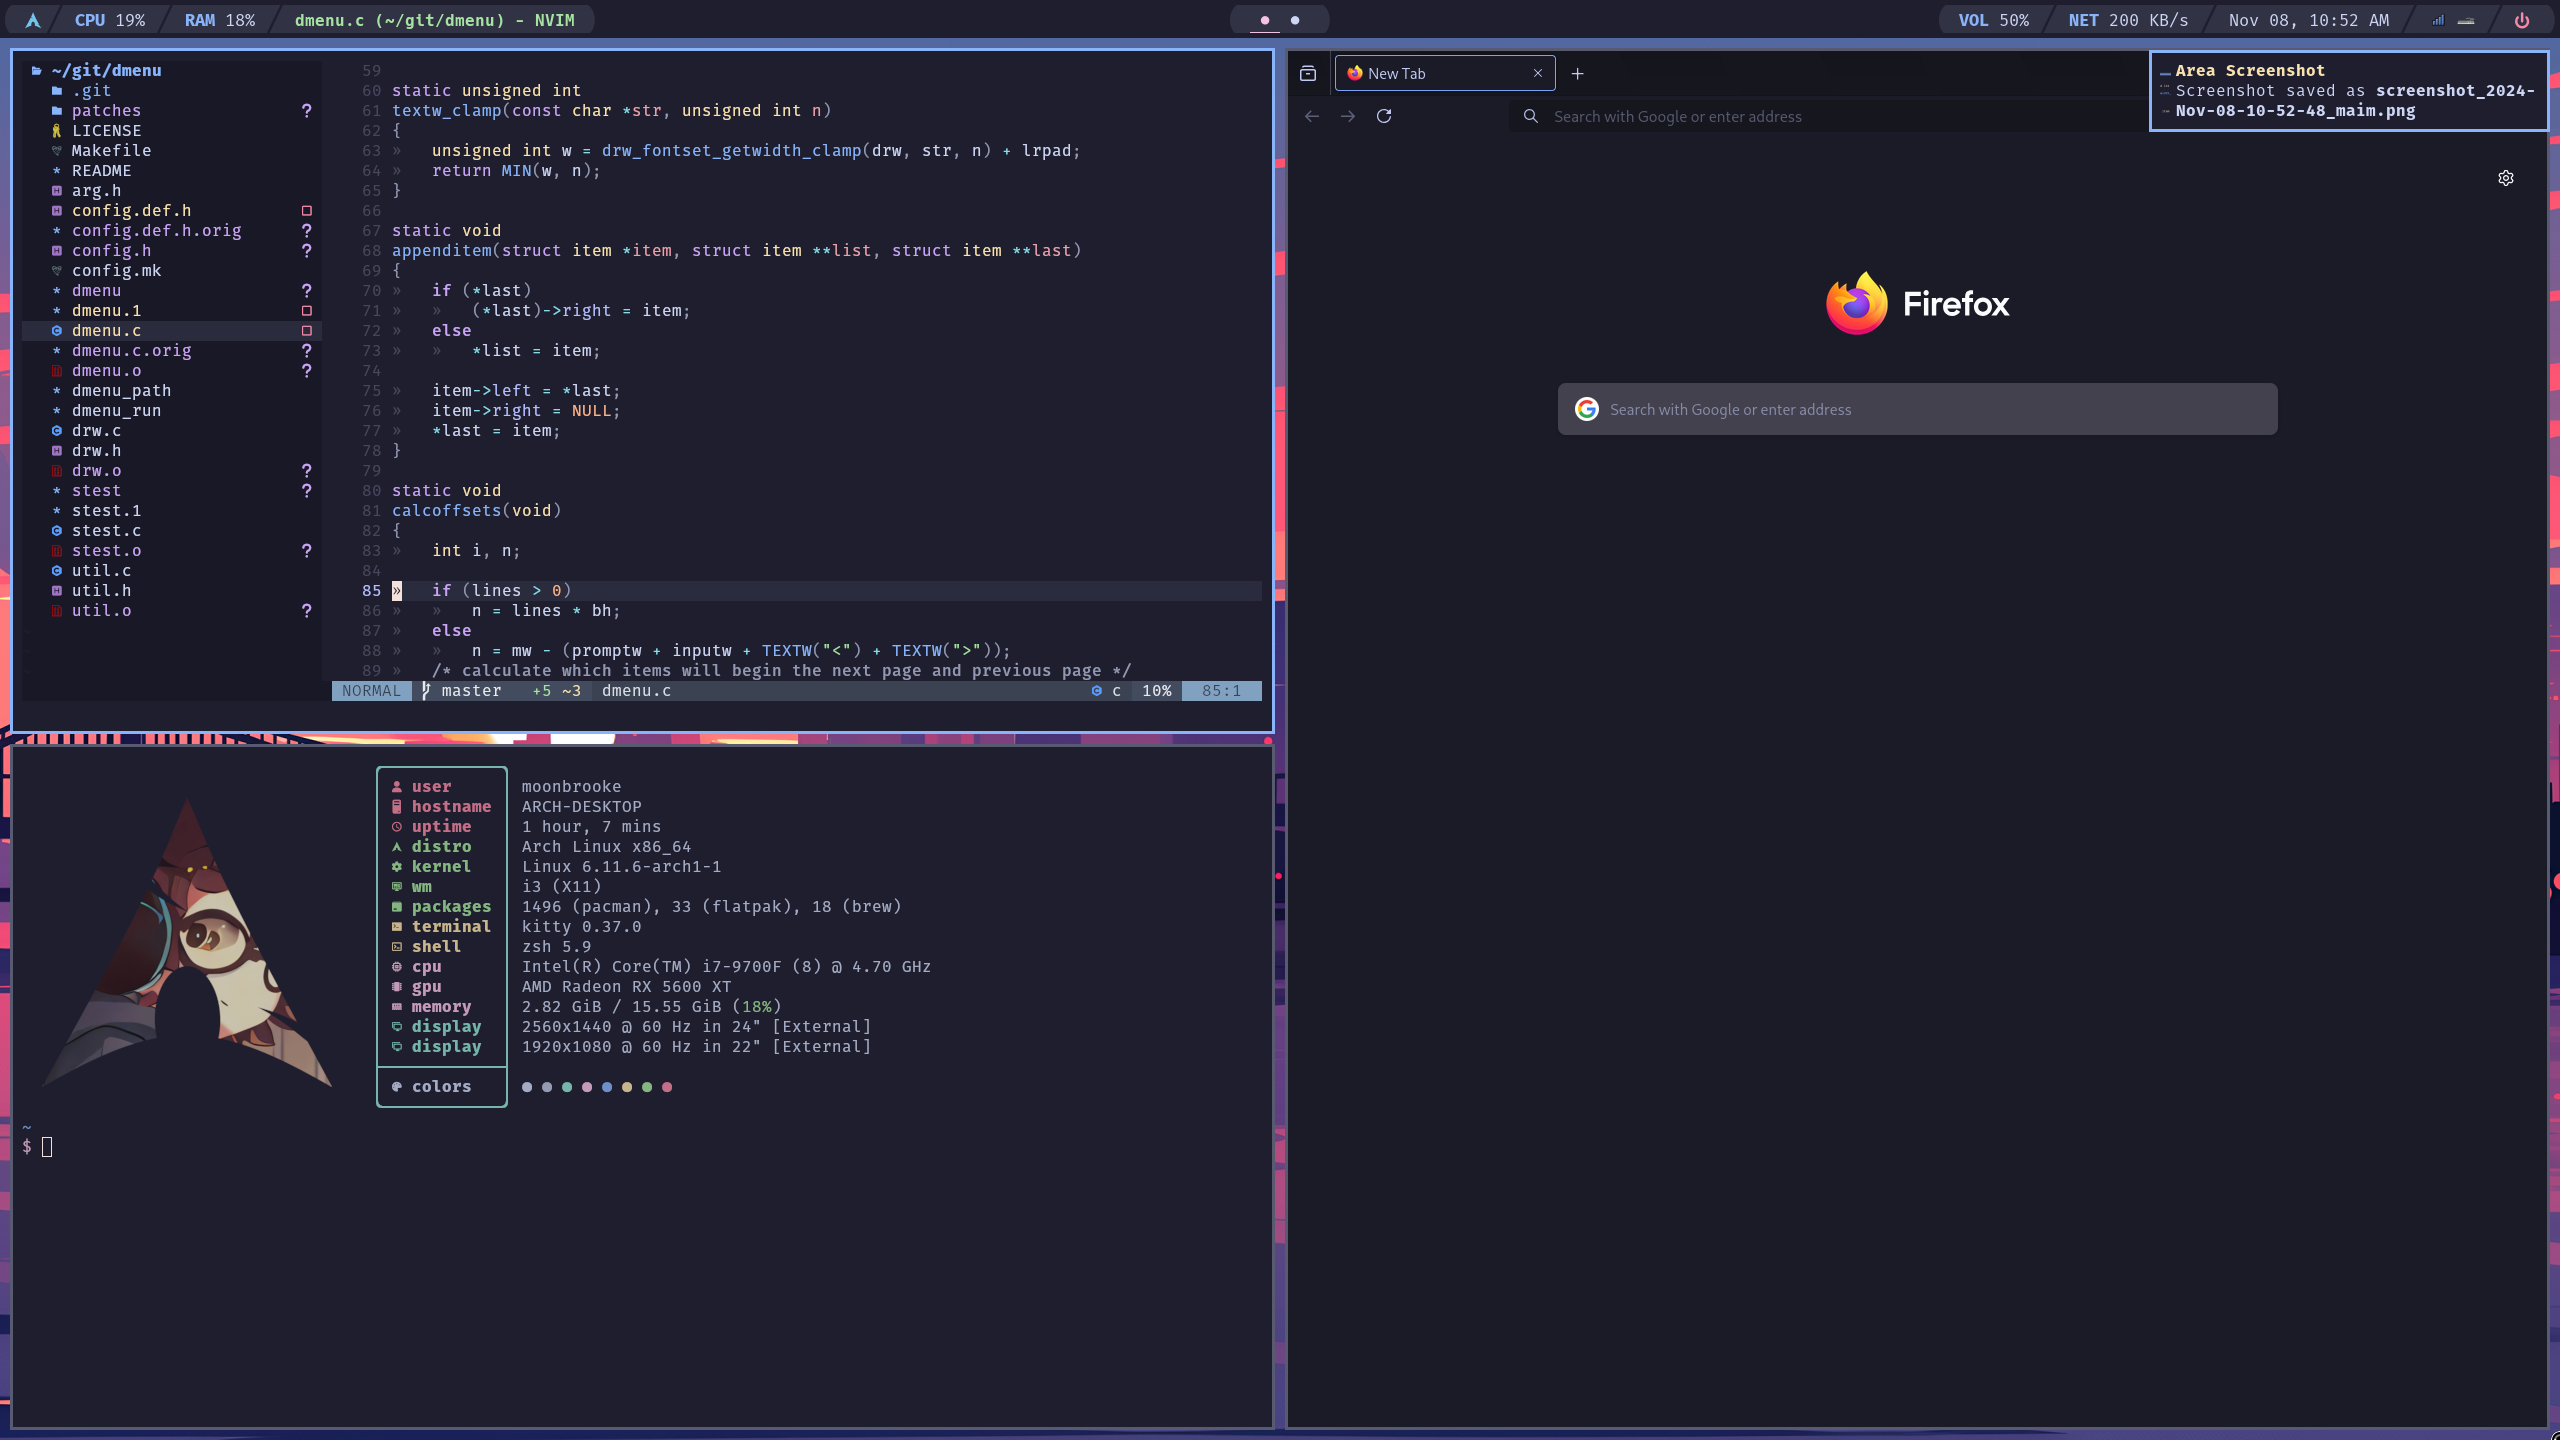 CPU 19% RAM 18% dmenu.c (~/git/dmenu) - NVIM
VOL 50% NET 200 KB/s Nov 08, 10:52 AM
~/git/dmenu
.git
patches ?
LICENSE
Makefile
* README
arg.h
config.def.h
* config.def.h.orig ?
config.h ?
config.mk
* dmenu ?
* dmenu.1
dmenu.c
* dmenu.c.orig ?
dmenu.o ?
* dmenu_path
* dmenu_run
drw.c
drw.h
drw.o ?
* stest ?
* stest.1
stest.c
stest.o ?
util.c
util.h
util.o ?
59
60 static unsigned int
61 textw_clamp(const char *str, unsigned int n)
62 {
63 » unsigned int w = drw_fontset_getwidth_clamp(drw, str, n) + lrpad;
64 » return MIN(w, n);
65 }
66
67 static void
68 appenditem(struct item *item, struct item **list, struct item **last)
69 {
70 » if (*last)
71 » » (*last)->right = item;
72 » else
73 » » *list = item;
74
75 » item->left = *last;
76 » item->right = NULL;
77 » *last = item;
78 }
79
80 static void
81 calcoffsets(void)
82 {
83 » int i, n;
84
85 » if (lines > 0)
86 » » n = lines * bh;
87 » else
88 » » n = mw - (promptw + inputw + TEXTW("<") + TEXTW(">"));
89 » /* calculate which items will begin the next page and previous page */
NORMAL master +5 ~3 dmenu.c c 10% 85:1
user moonbrooke
hostname ARCH-DESKTOP
uptime 1 hour, 7 mins
distro Arch Linux x86_64
kernel Linux 6.11.6-arch1-1
wm i3 (X11)
packages 1496 (pacman), 33 (flatpak), 18 (brew)
terminal kitty 0.37.0
shell zsh 5.9
cpu Intel(R) Core(TM) i7-9700F (8) @ 4.70 GHz
gpu AMD Radeon RX 5600 XT
memory 2.82 GiB / 15.55 GiB (18%)
display 2560x1440 @ 60 Hz in 24" [External]
display 1920x1080 @ 60 Hz in 22" [External]
colors
~
$
New Tab
Search with Google or enter address
Area Screenshot
Screenshot saved as screenshot_2024-
Nov-08-10-52-48_maim.png
Firefox
Search with Google or enter address